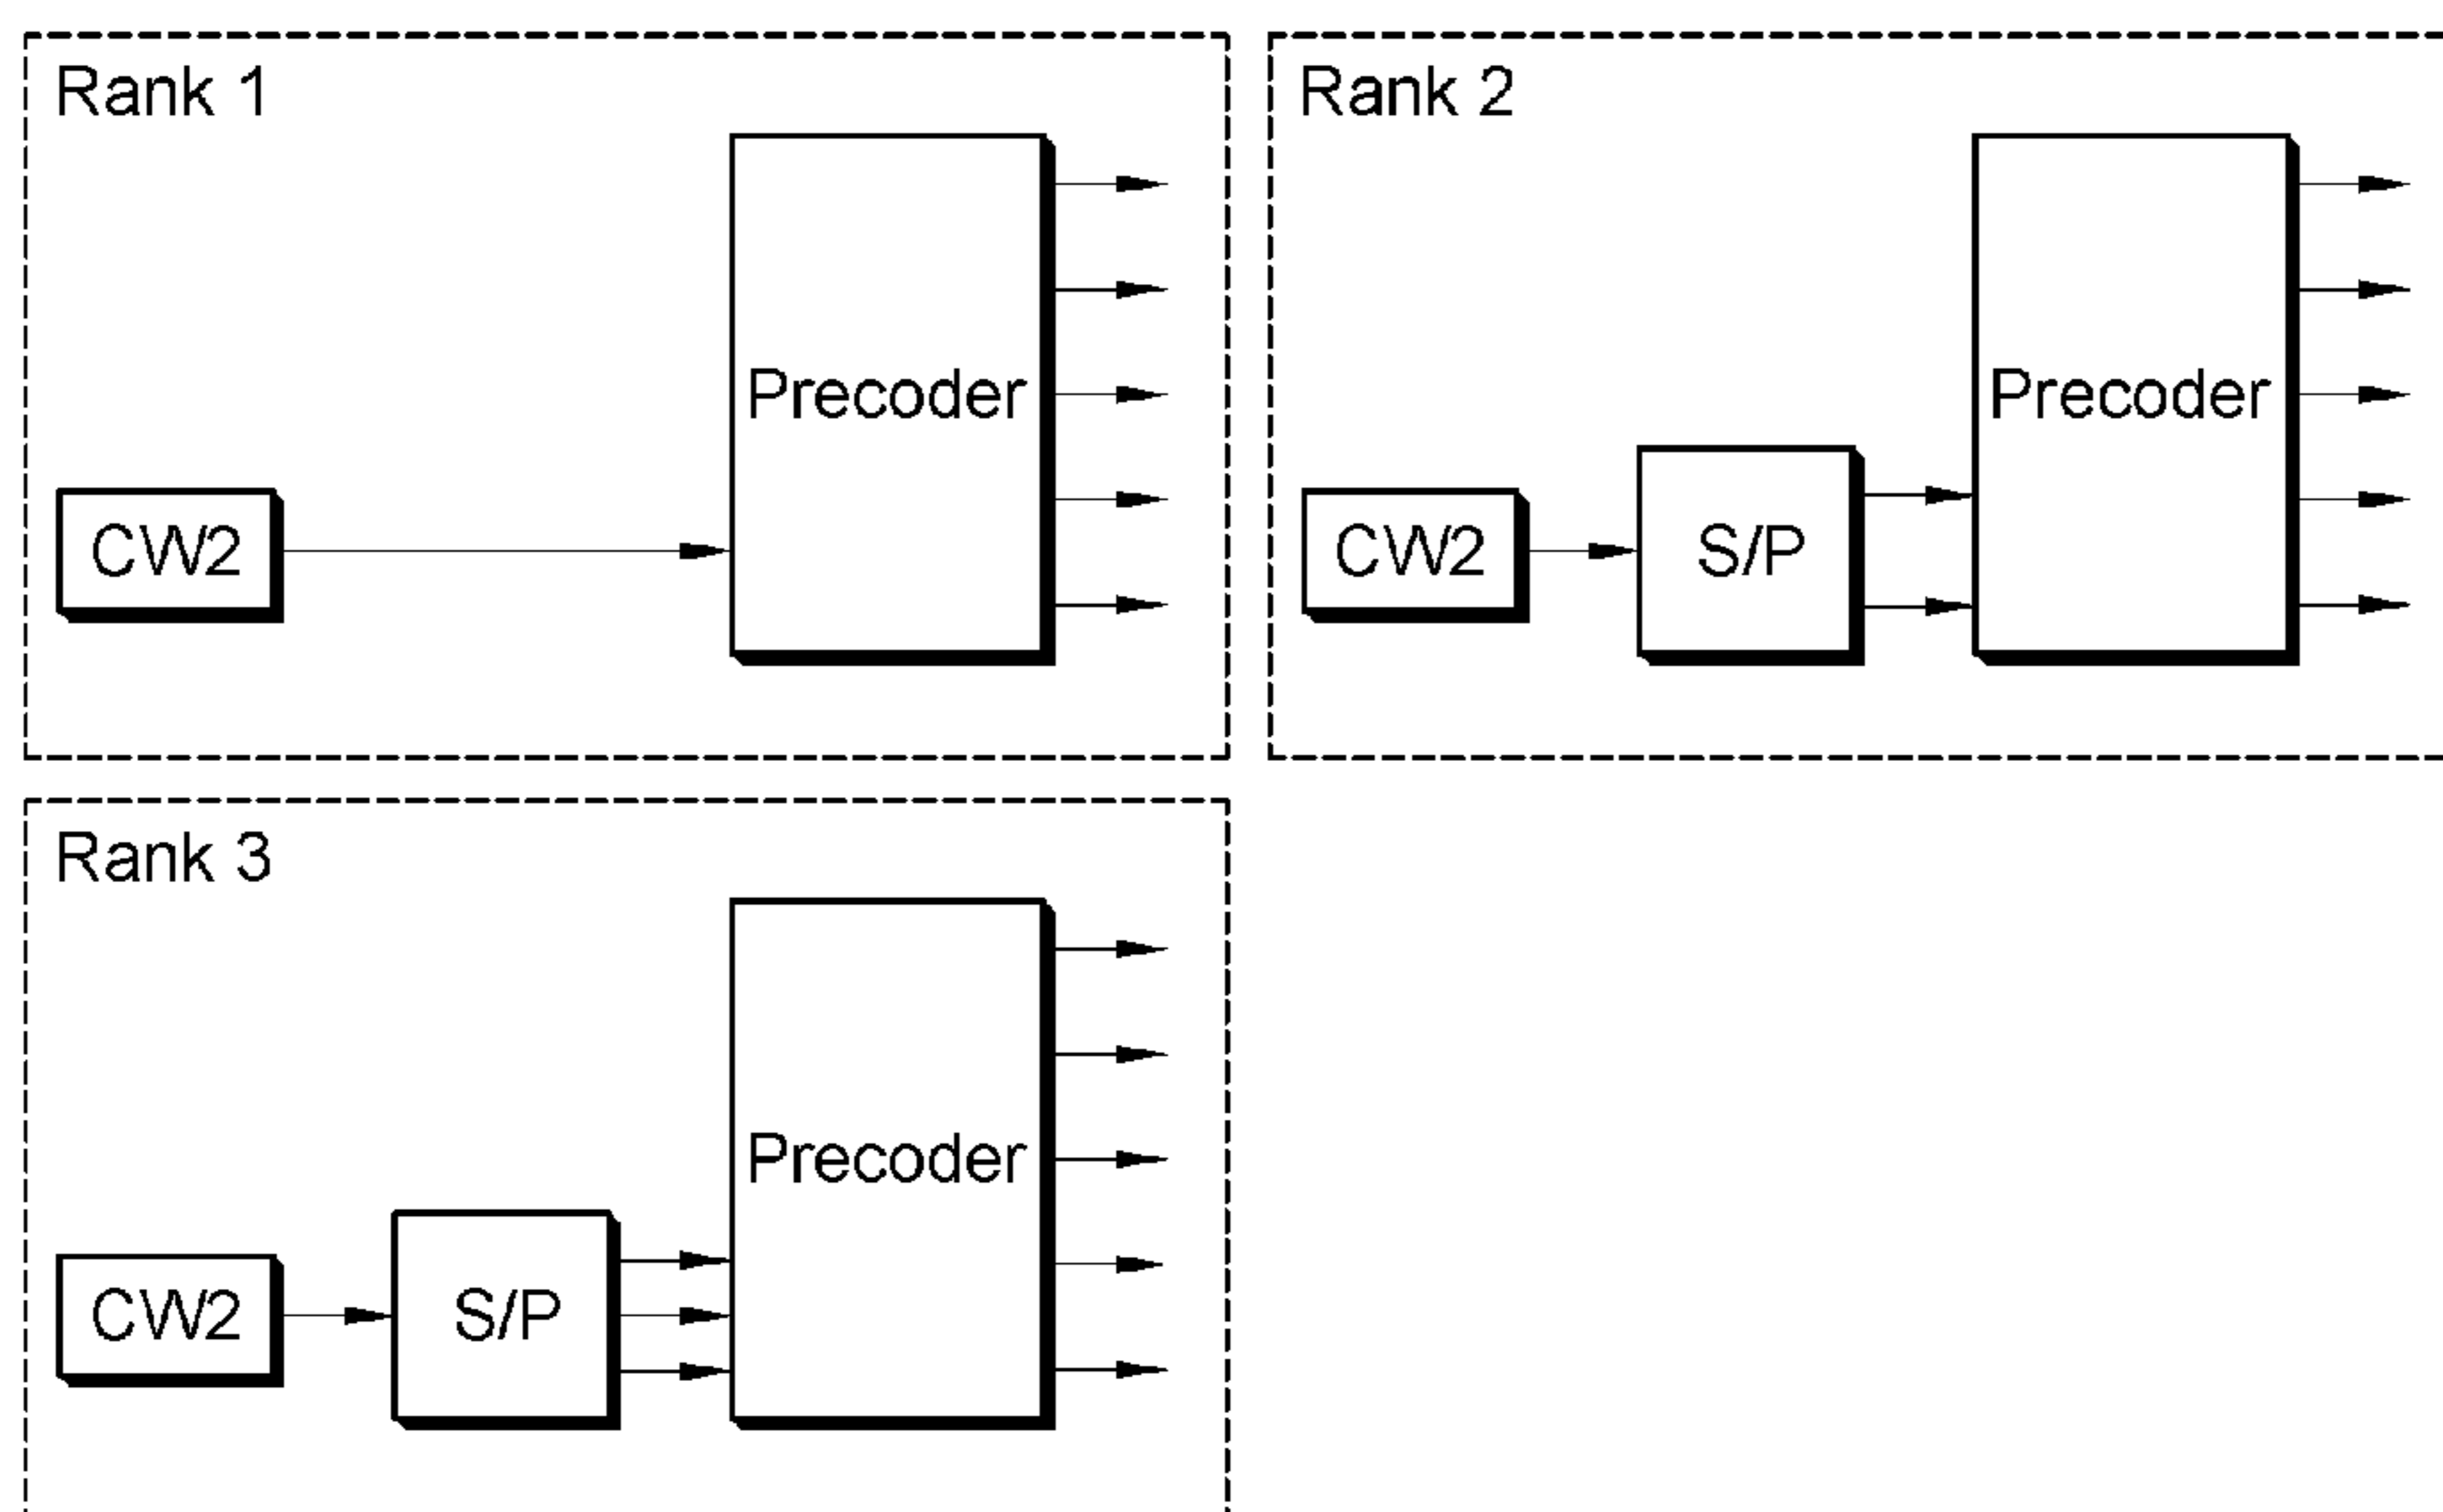 Rank 1
Precoder
CW2
Rank 2
Precoder
CW2
S/P
Rank 3
Precoder
CW2
S/P